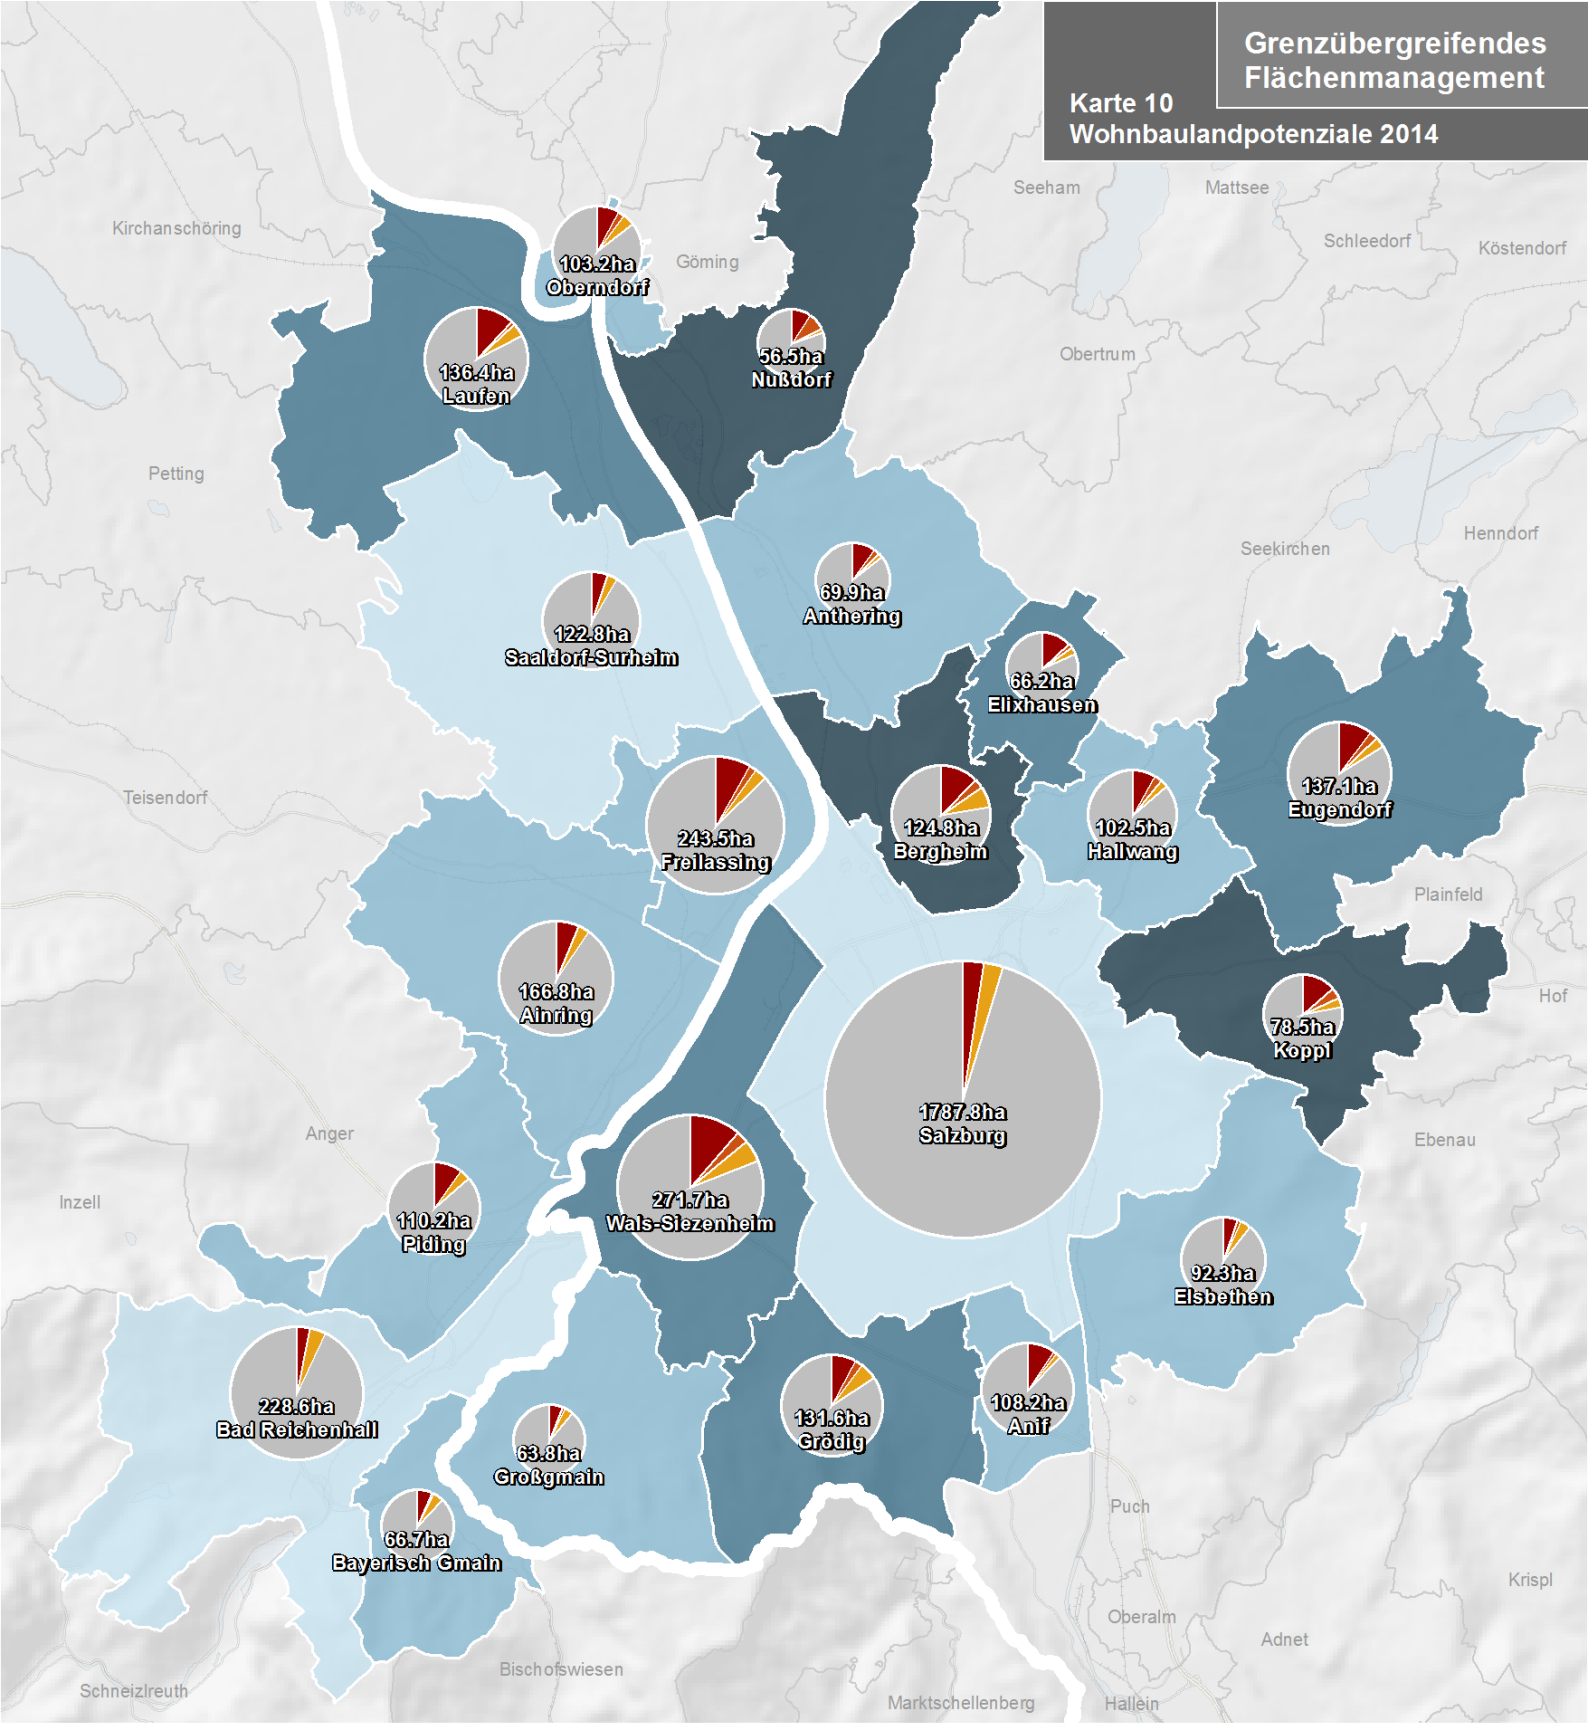 Grenzübergreifendes
Flächenmanagement
Karte 10
Wohnbaulandpotenziale 2014
Seeham
Mattsee
Kirchanschöring
Schleedorf
Köstendorf
Göming
103.2ha
Oberndorf
Obertrum
56.5ha
Nußdorf
136.4ha
Laufen
Petting
Henndorf
Seekirchen
69.9ha
Anthering
122.8ha
Saaldorf-Surheim
66.2ha
Elixhausen
Teisendorf
137.1ha
Eugendorf
243.5ha
Freilassing
124.8ha
Bergheim
102.5ha
Hallwang
Plainfeld
166.8ha
Ainring
Hof
78.5ha
Koppl
1787.8ha
Salzburg
Anger
Ebenau
Inzell
271.7ha
Wals-Siezenheim
110.2ha
Piding
92.3ha
Elsbethen
228.6ha
Bad Reichenhall
131.6ha
Grödig
108.2ha
Anif
63.8ha
Großgmain
Puch
66.7ha
Bayerisch Gmain
Krispl
Oberalm
Adnet
Bischofswiesen
Schneizlreuth
Marktschellenberg
Hallein